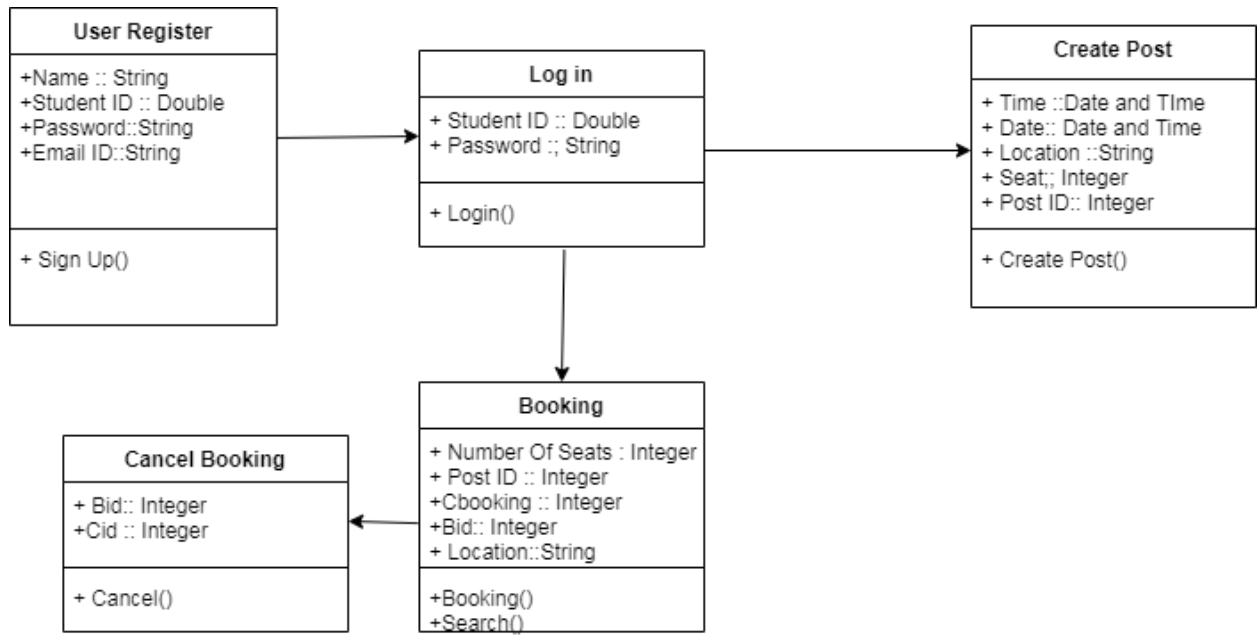 User Register
+Name :: String
+Student ID :: Double
+Password::String
+Email ID::String
+ Sign Up()
Log in
+ Student ID :: Double
+ Password :; String
+ Login()
Create Post
+ Time ::Date and TIme
+ Date:: Date and Time
+ Location ::String
+ Seat;; Integer
+ Post ID:: Integer
+ Create Post()
Booking
+ Number Of Seats : Integer
+ Post ID :: Integer
+Cbooking :: Integer
+Bid:: Integer
+ Location::String
+Booking()
+Search()
Cancel Booking
+ Bid:: Integer
+Cid :: Integer
+ Cancel()